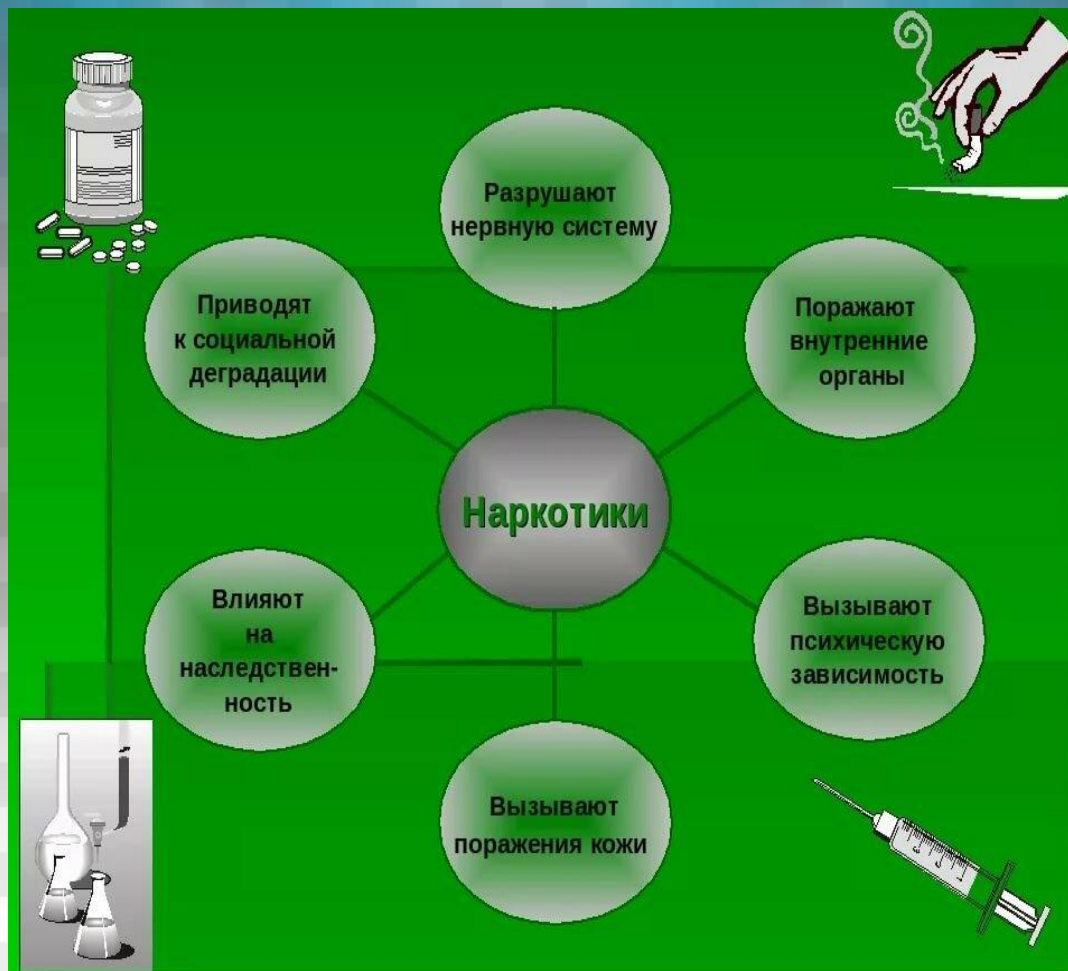 Разрушают
нервную систему
Приводят
к социальной
деградации
Поражают
внутренние
органы
Наркотики
Влияют
на
наследствен-
ность
Вызывают
психическую
зависимость
Вызывают
поражения кожи